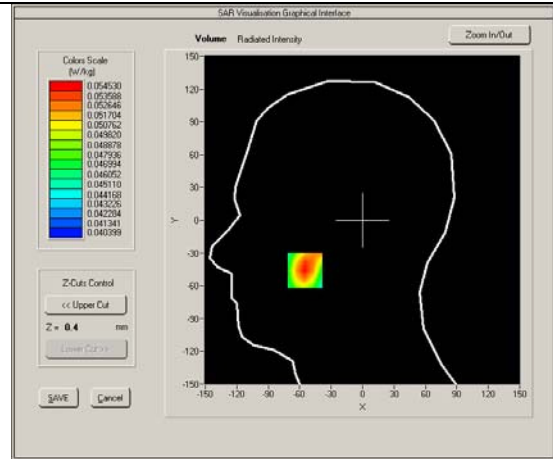 SAR Visualisation Graphical Interface
Volume Radiated Intensity
Zoom In/Out
Colors Scale
(W/kg)
0.054530
0.053588
0.052646
0.051704
0.050762
0.049820
0.048878
0.047936
0.046994
0.046052
0.045110
0.044168
0.043226
0.042284
0.041341
0.040399
Z-Cuts Control
<< Upper Cut
Z = 0.4 mm
SAVE
Cancel
Y
150
120
90
60
30
0
-30
-60
-90
-120
-150
-150 -120 -90 -60 -30 0 30 60 90 120 150
X